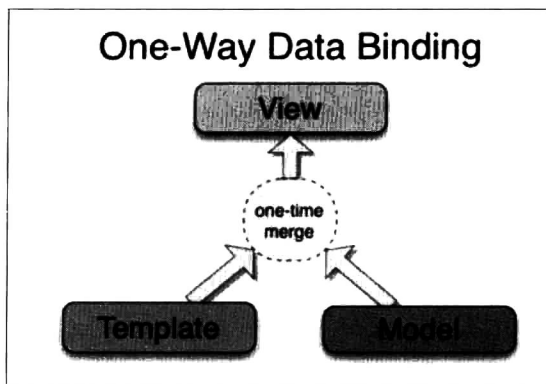 One-Way Data Binding
View
one-time
merge
Template
Model